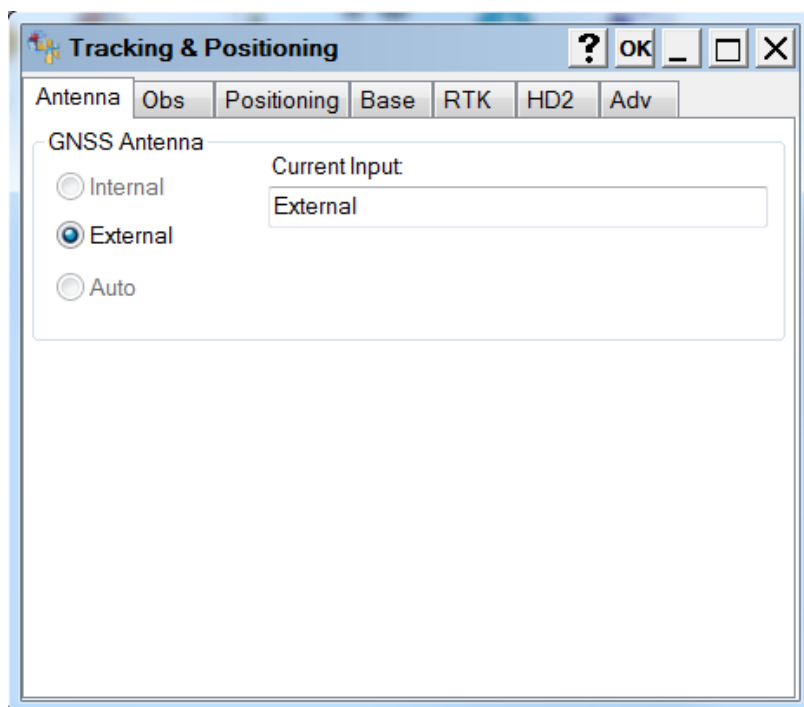 Tracking & Positioning ? OK
Antenna Obs Positioning Base RTK HD2 Adv
GNSS Antenna
Current Input:
Internal
External
External
Auto